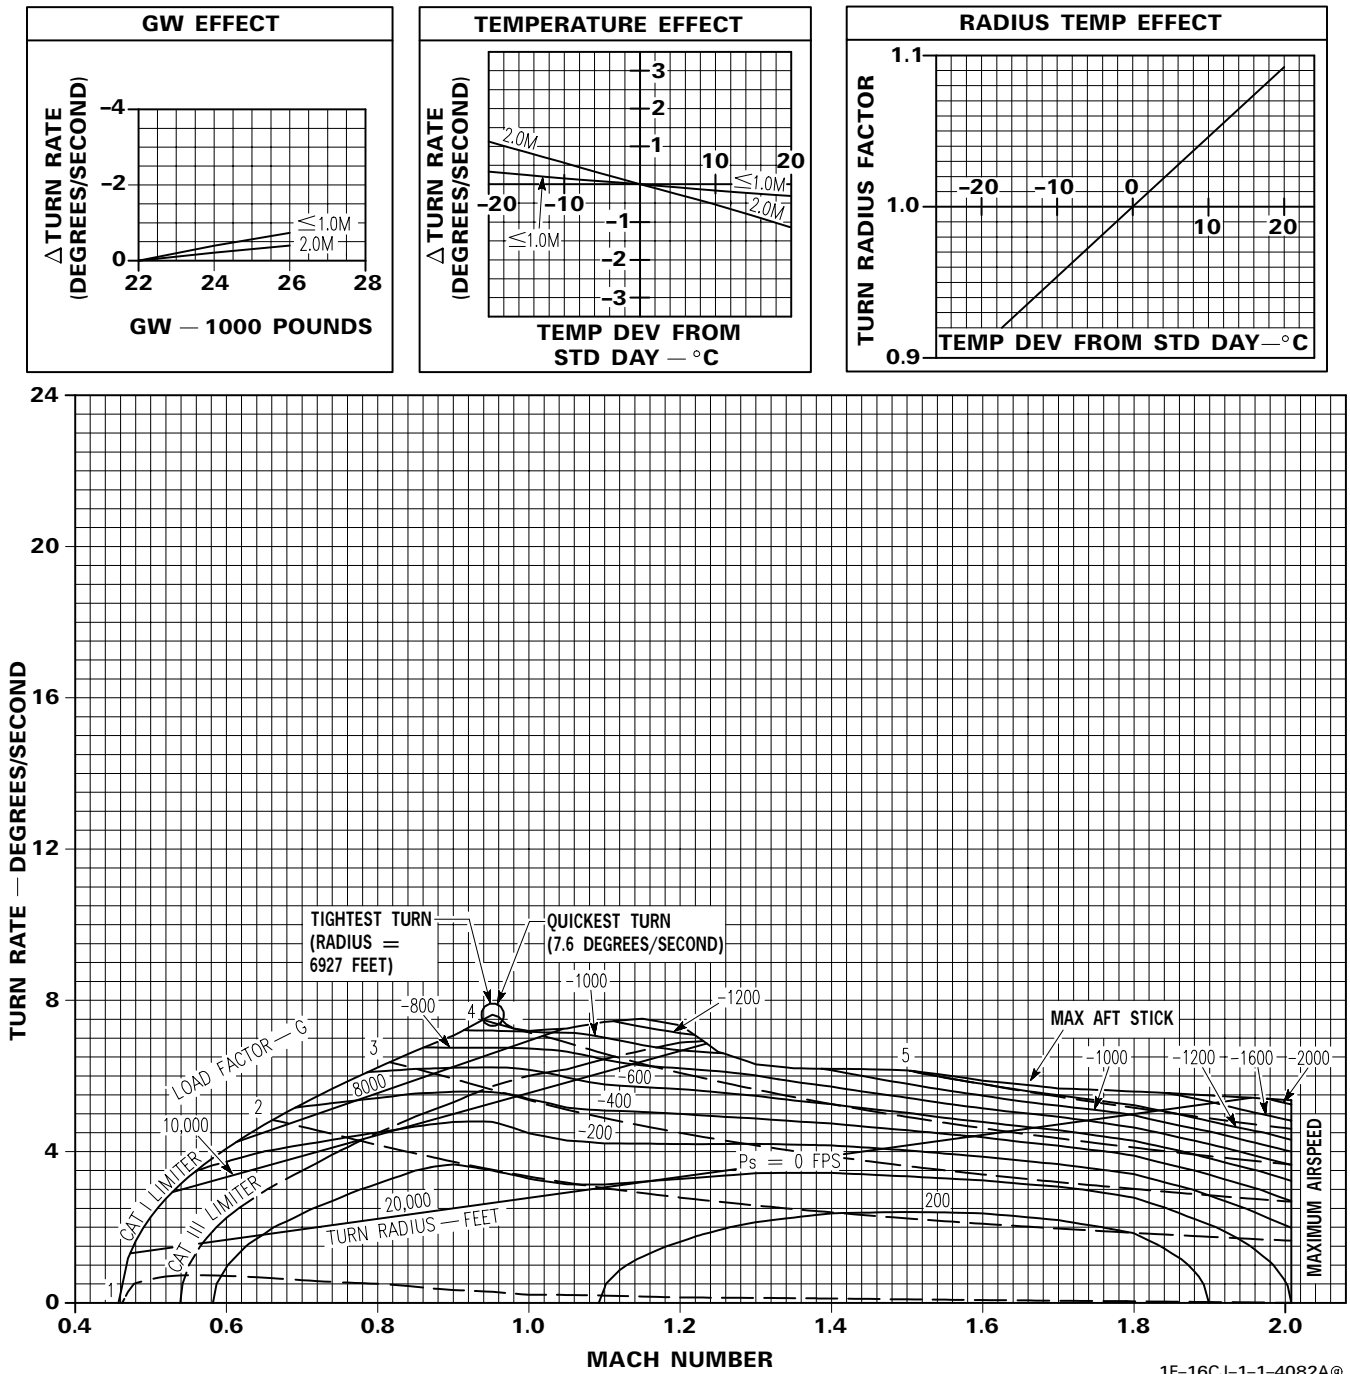 GW EFFECT
Δ TURN RATE
(DEGREES/SECOND)
–4
–2
0
≤1.0M
2.0M
22 24 26 28
GW — 1000 POUNDS
TEMPERATURE EFFECT
Δ TURN RATE
(DEGREES/SECOND)
3
2
1
2.0M
10 20
≤1.0M
–20 –10
2.0M
≤1.0M
–1
–2
–3
TEMP DEV FROM
STD DAY — °C
RADIUS TEMP EFFECT
TURN RADIUS FACTOR
1.1
1.0
0.9
–20 –10 0
10 20
TEMP DEV FROM STD DAY—°C
TURN RATE — DEGREES/SECOND
24
20
16
12
8
4
0
TIGHTEST TURN
(RADIUS =
6927 FEET)
QUICKEST TURN
(7.6 DEGREES/SECOND)
–1000
–800
4
–1200
MAX AFT STICK
LOAD FACTOR — G
3
5
–1000
–1200
–1600
–2000
8000
–600
2
–400
10,000
–200
CAT I LIMITER
Ps = 0 FPS
CAT III LIMITER
20,000
200
TURN RADIUS — FEET
1
MAXIMUM AIRSPEED
0.4 0.6 0.8 1.0 1.2 1.4 1.6 1.8 2.0
MACH NUMBER
1F–16CJ–1–1–4082A@